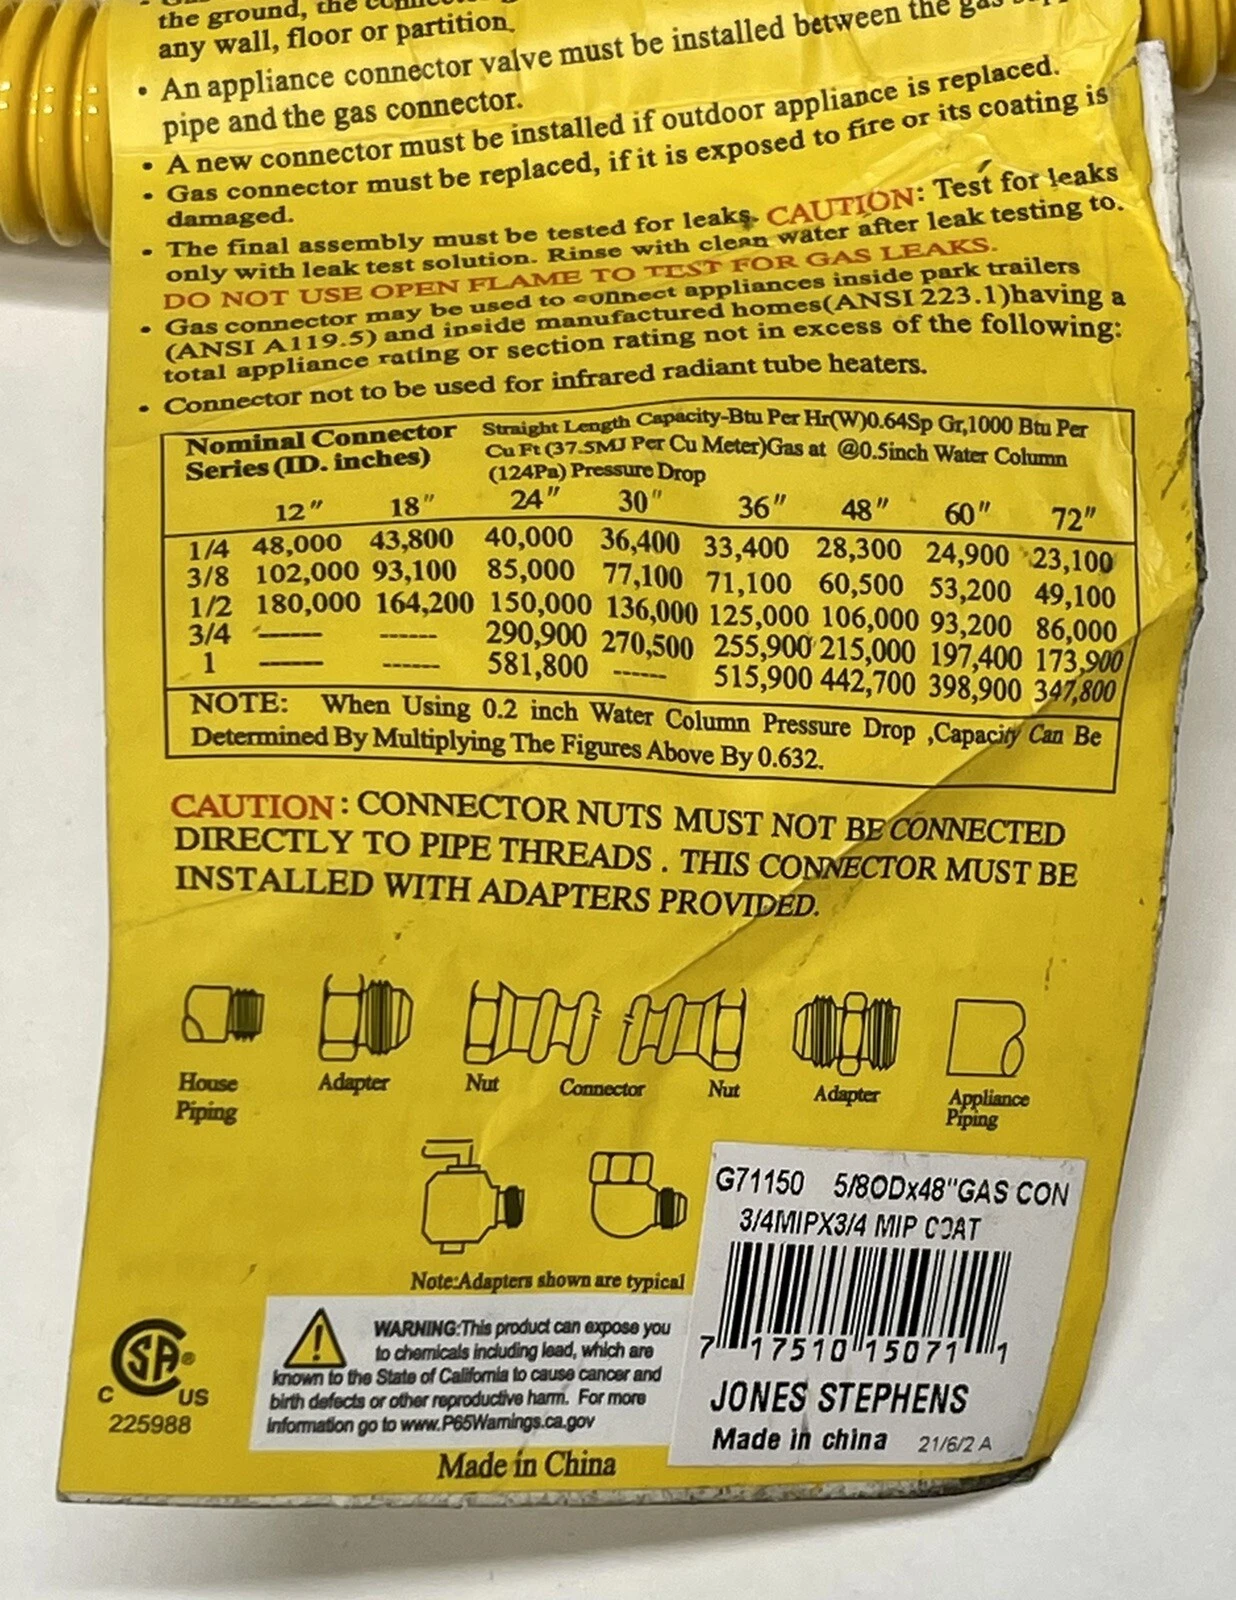 the ground, the
any wall, floor or partition.
• An appliance connector valve must be installed between the gas
pipe and the gas connector.
• A new connector must be installed if outdoor appliance is replaced.
• Gas connector must be replaced, if it is exposed to fire or its coating is
damaged.
• The final assembly must be tested for leaks. CAUTION: Test for leaks
only with leak test solution. Rinse with clean water after leak testing to.
DO NOT USE OPEN FLAME TO TEST FOR GAS LEAKS.
• Gas connector may be used to connect appliances inside park trailers
(ANSI A119.5) and inside manufactured homes(ANSI 223.1)having a
total appliance rating or section rating not in excess of the following:
• Connector not to be used for infrared radiant tube heaters.
Nominal Connector
Series (ID. inches)
Straight Length Capacity-Btu Per Hr(W)0.64Sp Gr,1000 Btu Per
Cu Ft (37.5MJ Per Cu Meter)Gas at @0.5inch Water Column
(124Pa) Pressure Drop
12" 18" 24" 30" 36" 48" 60" 72"
1/4 48,000 43,800 40,000 36,400 33,400 28,300 24,900 23,100
3/8 102,000 93,100 85,000 77,100 71,100 60,500 53,200 49,100
1/2 180,000 164,200 150,000 136,000 125,000 106,000 93,200 86,000
3/4 ------ ------ 290,900 270,500 255,900 215,000 197,400 173,900
1 ------ ------ 581,800 ------ 515,900 442,700 398,900 347,800
NOTE: When Using 0.2 inch Water Column Pressure Drop ,Capacity Can Be
Determined By Multiplying The Figures Above By 0.632.
CAUTION: CONNECTOR NUTS MUST NOT BE CONNECTED
DIRECTLY TO PIPE THREADS . THIS CONNECTOR MUST BE
INSTALLED WITH ADAPTERS PROVIDED.
House
Piping
Adapter
Nut
Connector
Nut
Adapter
Appliance
Piping
Note:Adapters shown are typical
G71150 5/8ODx48"GAS CON
3/4MIPX3/4 MIP COAT
7 17510 15071 1
JONES STEPHENS
Made in china 21/6/2 A
SA ®
C US
225988
WARNING:This product can expose you
to chemicals including lead, which are
known to the State of California to cause cancer and
birth defects or other reproductive harm. For more
information go to www.P65Warnings.ca.gov
Made in China